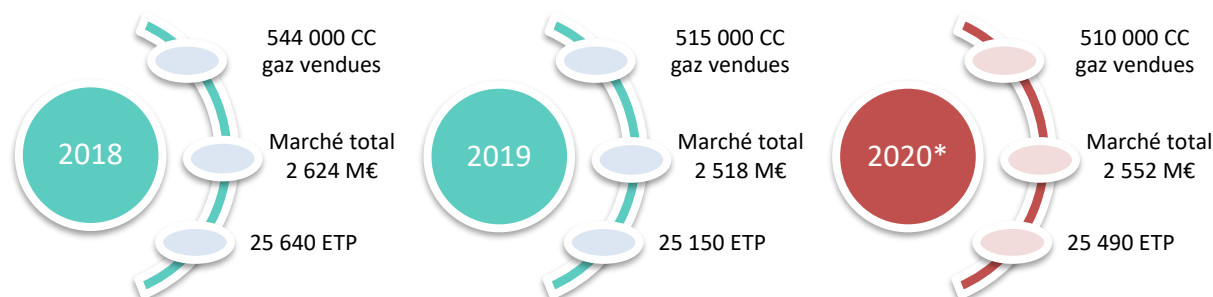 2018
544 000 CC
gaz vendues
Marché total
2 624 M€
25 640 ETP
2019
515 000 CC
gaz vendues
Marché total
2 518 M€
25 150 ETP
2020*
510 000 CC
gaz vendues
Marché total
2 552 M€
25 490 ETP